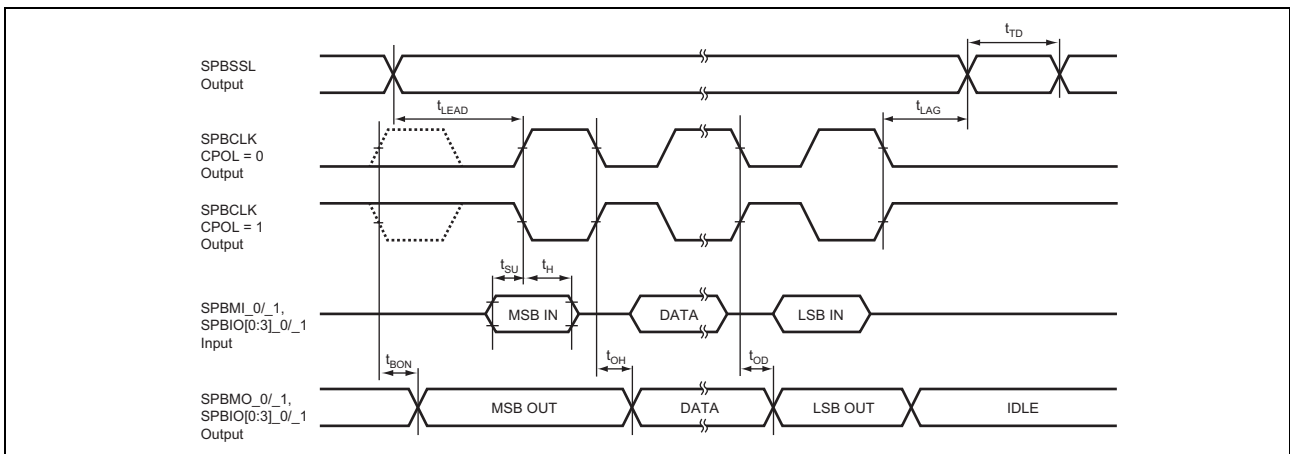 t_TD
SPBSSL
Output
t_LEAD
t_LAG
SPBCLK
CPOL = 0
Output
SPBCLK
CPOL = 1
Output
t_SU
t_H
SPBMI_0/_1,
SPBIO[0:3]_0/_1
Input
MSB IN
DATA
LSB IN
t_BON
t_OH
t_OD
SPBMO_0/_1,
SPBIO[0:3]_0/_1
Output
MSB OUT
DATA
LSB OUT
IDLE